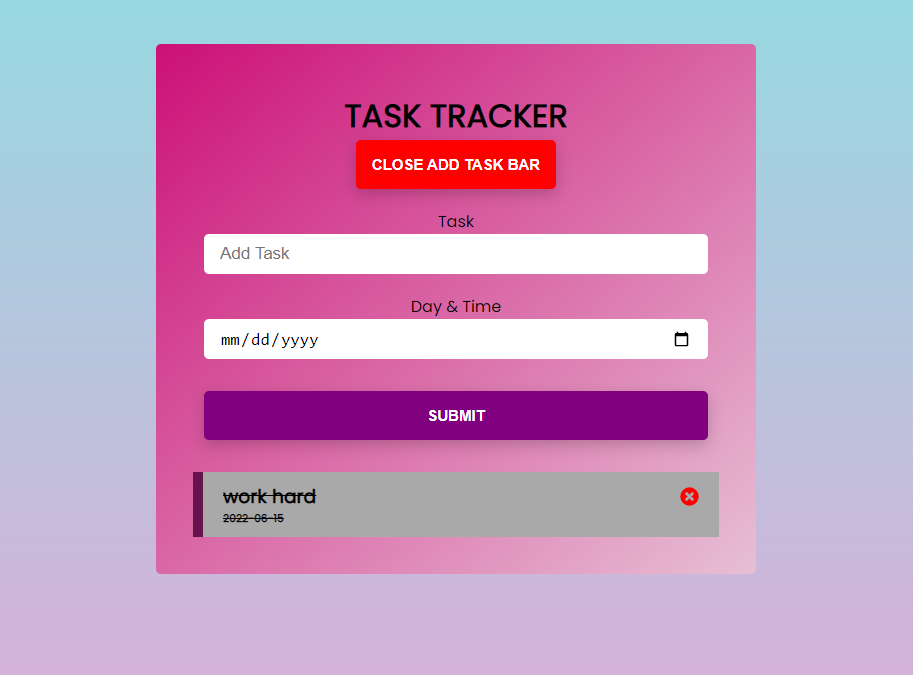 TASK TRACKER
CLOSE ADD TASK BAR
Task
Add Task
Day & Time
mm/dd/yyyy
SUBMIT
work hard
2022-06-15